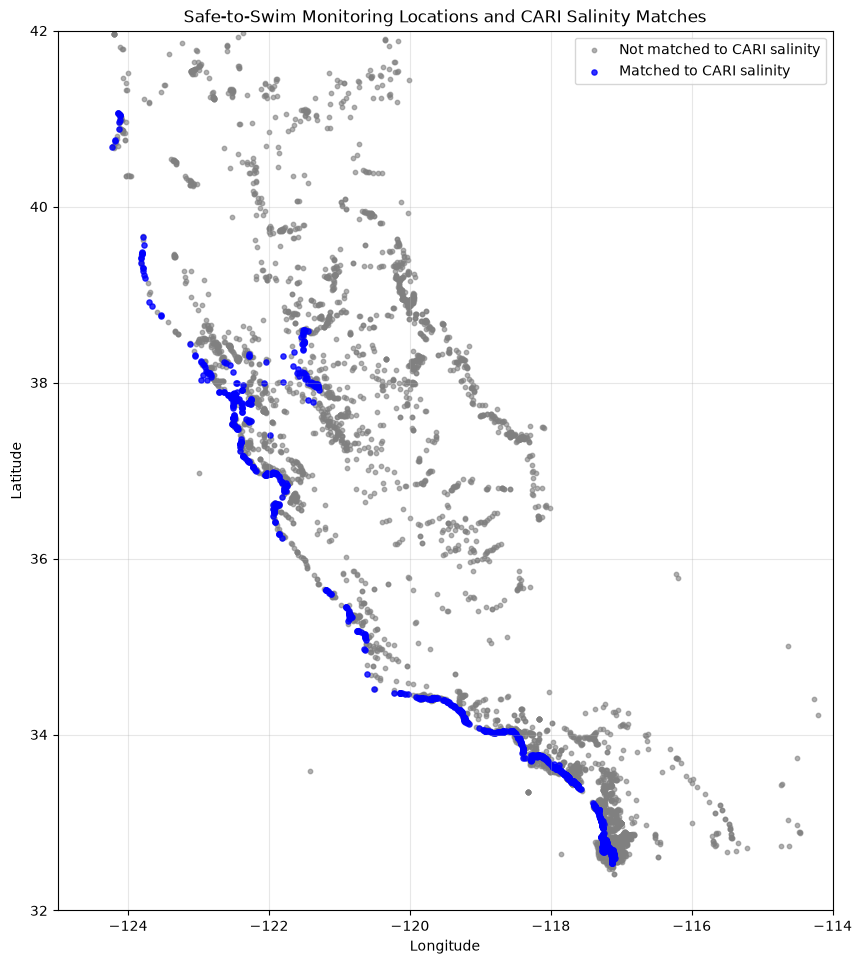 Safe-to-Swim Monitoring Locations and CARI Salinity Matches
Not matched to CARI salinity
Matched to CARI salinity
42
40
38
36
34
32
Latitude
−124
−122
−120
−118
−116
−114
Longitude